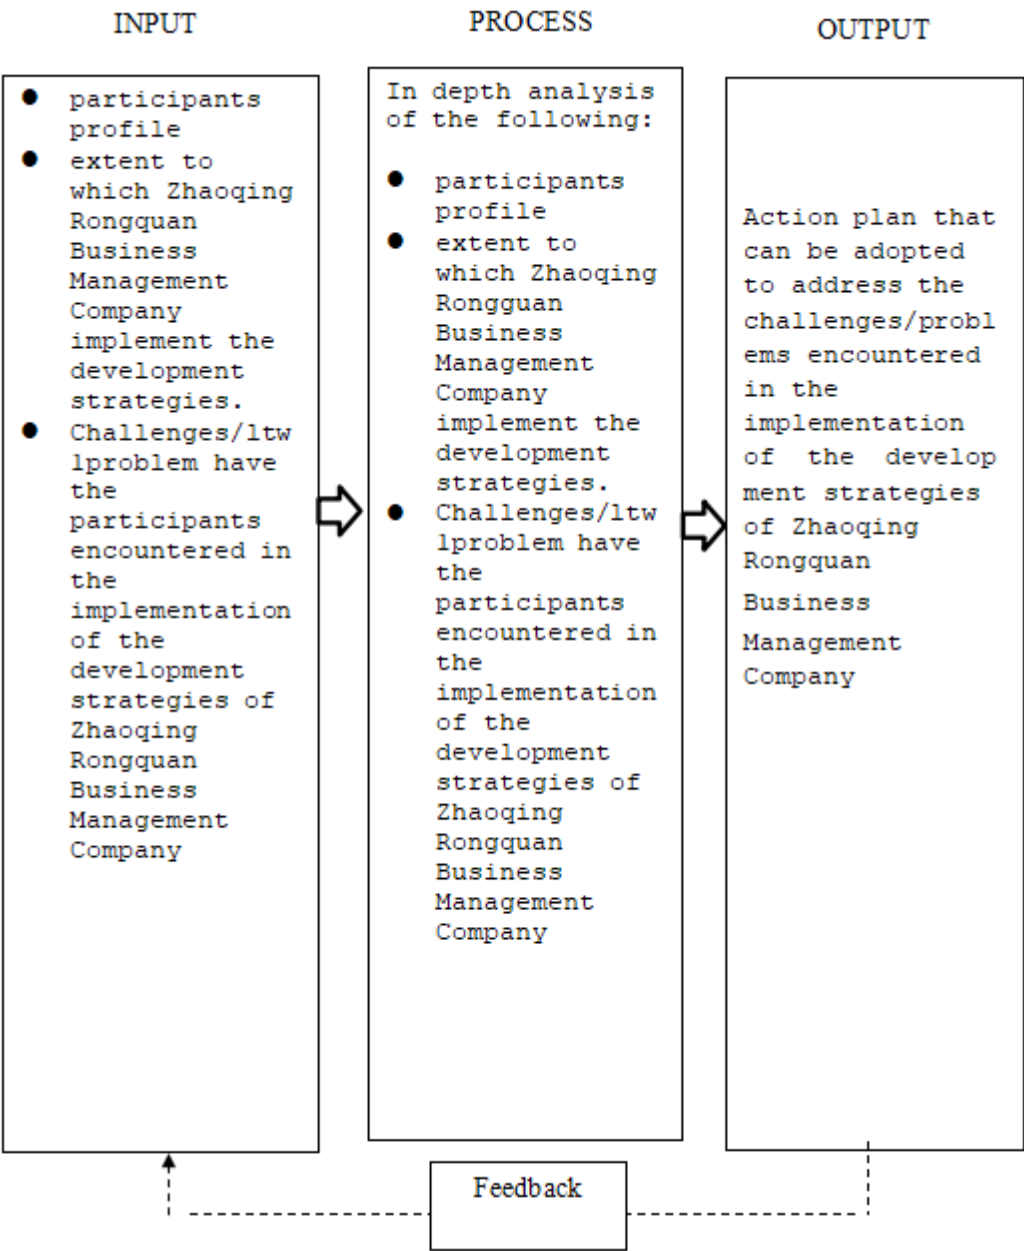 INPUT
PROCESS
OUTPUT
● participants
profile
● extent to
which Zhaoqing
Rongquan
Business
Management
Company
implement the
development
strategies.
● Challenges/ltw
lproblem have
the
participants
encountered in
the
implementation
of the
development
strategies of
Zhaoqing
Rongquan
Business
Management
Company
In depth analysis
of the following:
● participants
profile
● extent to
which Zhaoqing
Rongguan
Business
Management
Company
implement the
development
strategies.
● Challenges/ltw
lproblem have
the
participants
encountered in
the
implementation
of the
development
strategies of
Zhaoqing
Rongquan
Business
Management
Company
Action plan that
can be adopted
to address the
challenges/probl
ems encountered
in the
implementation
of the develop
ment strategies
of Zhaoqing
Rongquan
Business
Management
Company
Feedback